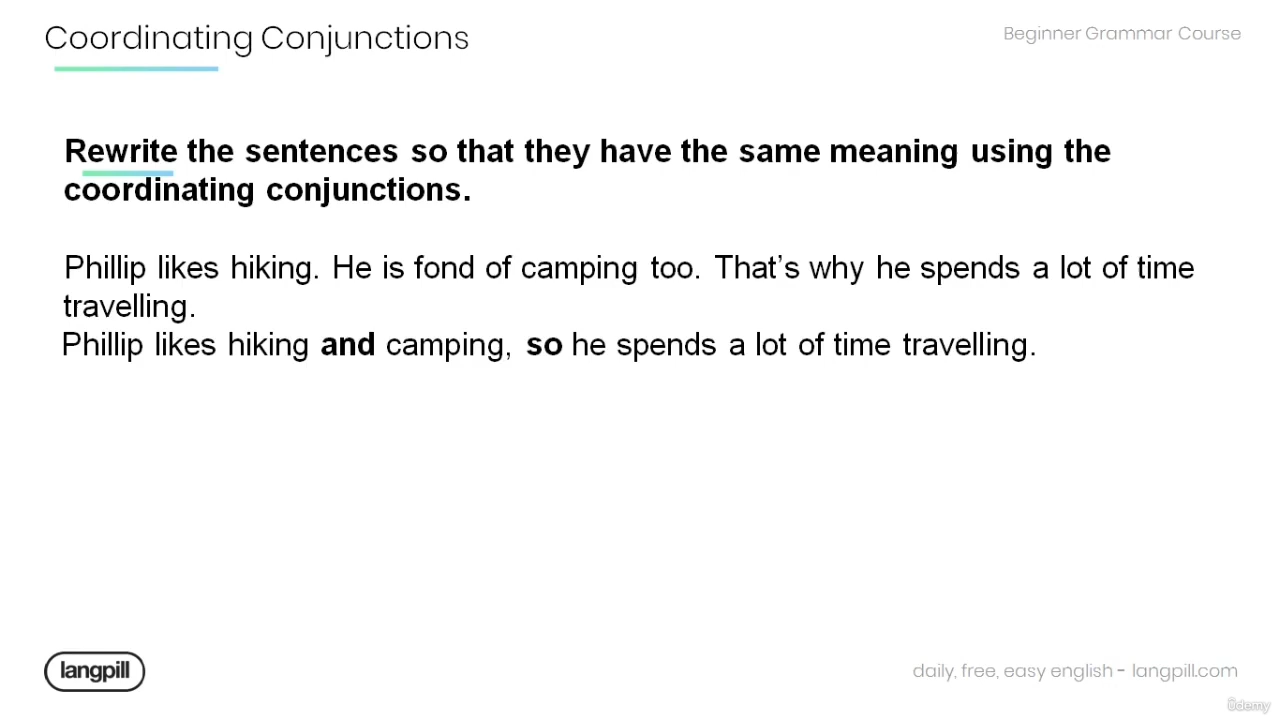 Coordinating Conjunctions
Beginner Grammar Course
Rewrite the sentences so that they have the same meaning using the
coordinating conjunctions.
Phillip likes hiking. He is fond of camping too. That's why he spends a lot of time
travelling.
Phillip likes hiking and camping, so he spends a lot of time travelling.
langpill
daily, free, easy english - langpill.com
ûdemy